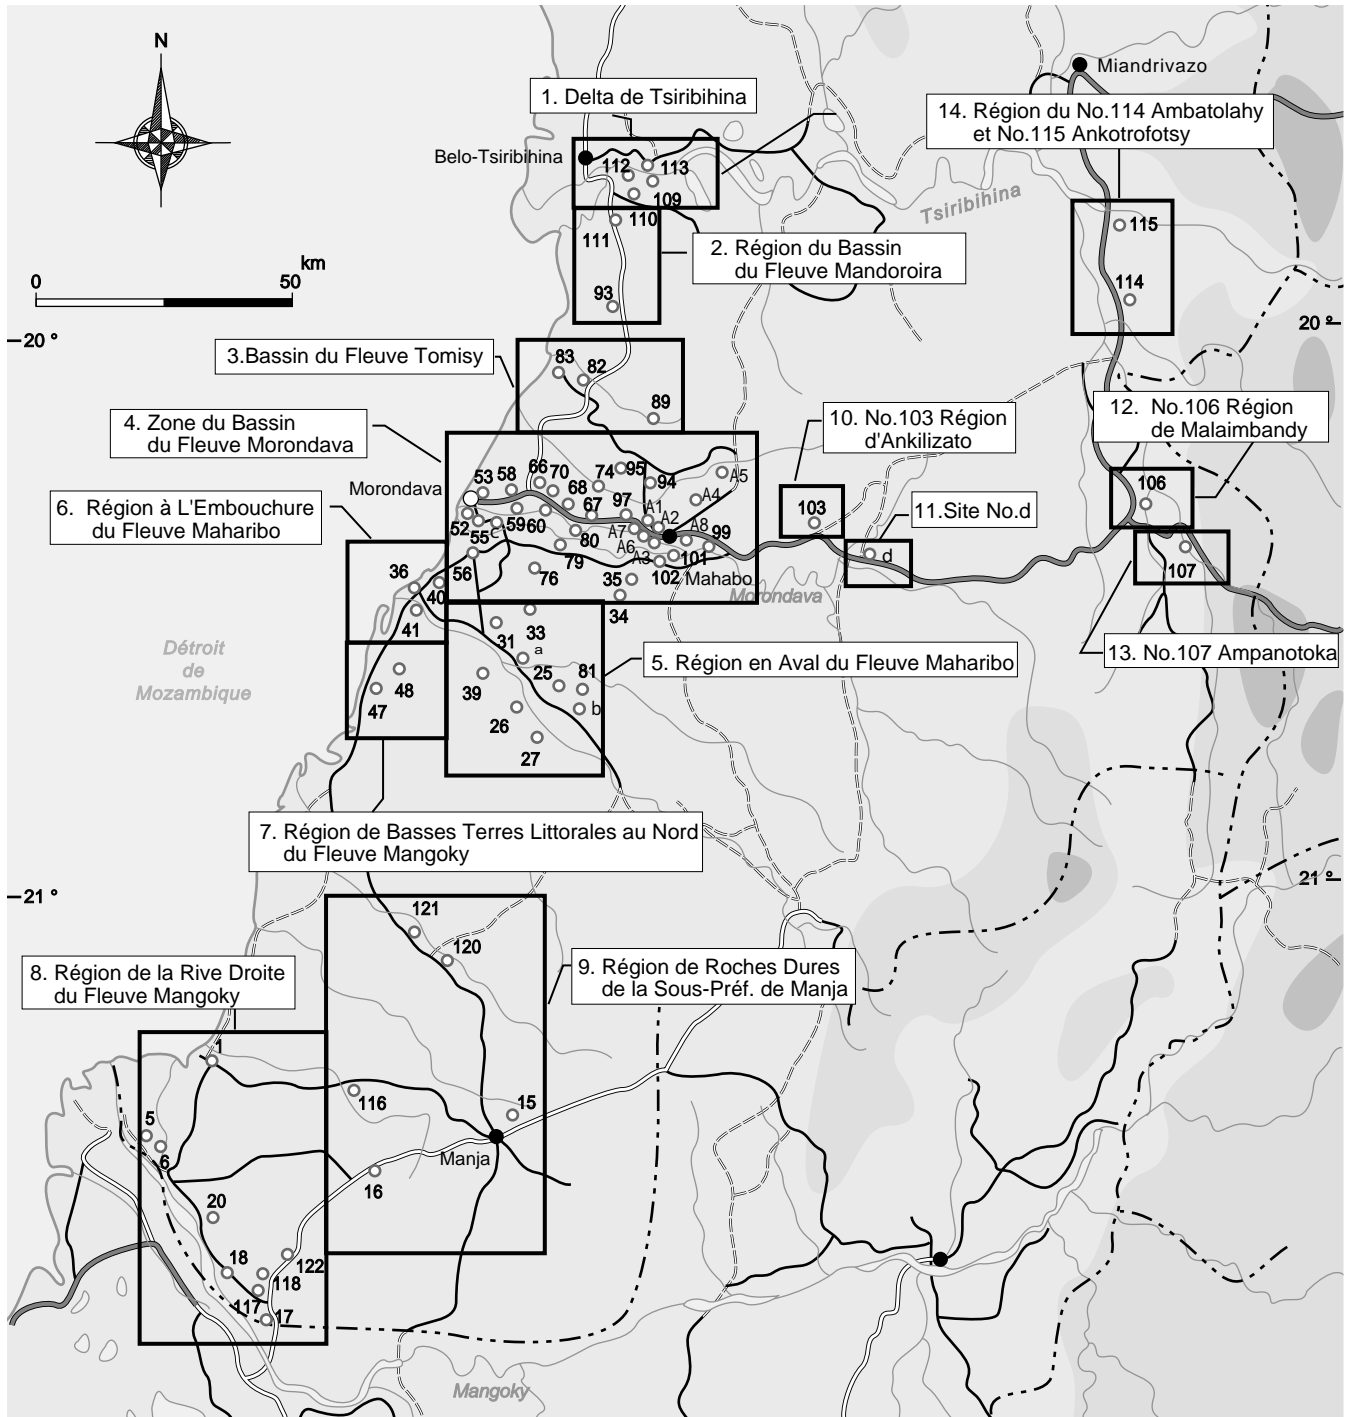 N
Miandrivazo
1. Delta de Tsiribihina
14. Région du No.114 Ambatolahy
et No.115 Ankotrofotsy
Belo-Tsiribihina
112
113
109
110
111
Tsiribihina
115
114
2. Région du Bassin
du Fleuve Mandoroira
93
0
50
km
20 °
20 °
3.Bassin du Fleuve Tomisy
83
82
89
4. Zone du Bassin
du Fleuve Morondava
10. No.103 Région
d'Ankilizato
12. No.106 Région
de Malaimbandy
Morondava
53
58
66
70
74
95
94
A5
A4
68
67
97
A1
A2
A8
99
52
59
60
80
A7
A6
A3
101
102
55
c
79
76
35
34
56
Mahabo
Morondava
103
11.Site No.d
d
106
107
13. No.107 Ampanotoka
6. Région à L'Embouchure
du Fleuve Maharibo
36
40
41
31
33
a
25
81
b
39
26
27
5. Région en Aval du Fleuve Maharibo
Détroit
de
Mozambique
48
47
7. Région de Basses Terres Littorales au Nord
du Fleuve Mangoky
21 °
21 °
121
120
8. Région de la Rive Droite
du Fleuve Mangoky
9. Région de Roches Dures
de la Sous-Préf. de Manja
1
116
15
5
6
Manja
16
20
18
122
118
117
17
Mangoky